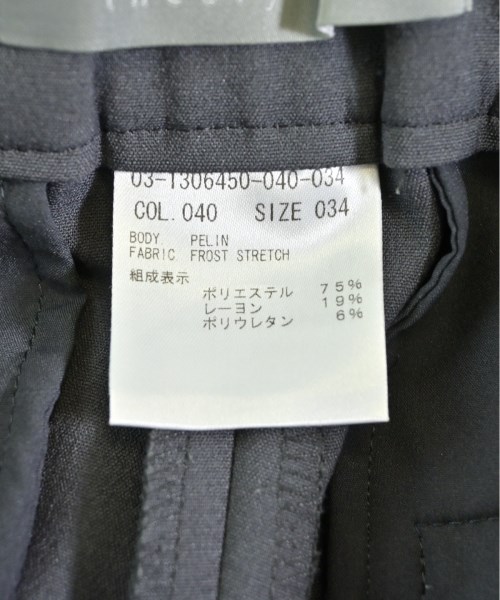 03-1306450-040-034
COL. 040 SIZE 034
BODY. PELIN
FABRIC. FROST STRETCH
組成表示
ポリエステル 75%
レーヨン 19%
ポリウレタン 6%